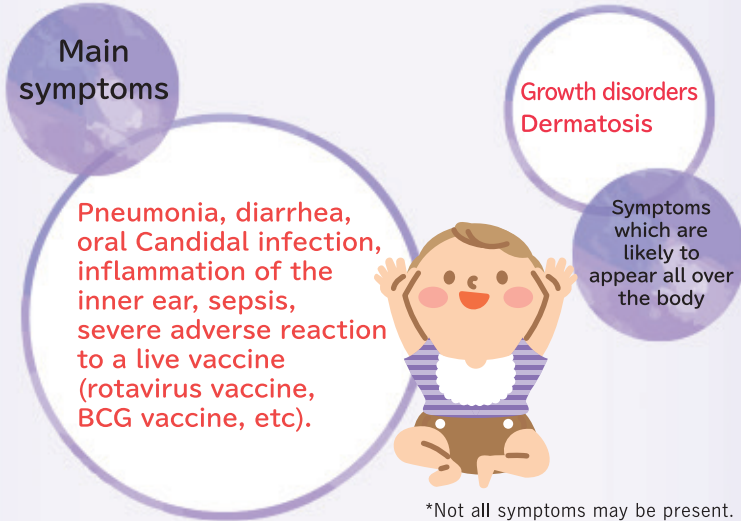 Main
symptoms
Pneumonia, diarrhea,
oral Candidal infection,
inflammation of the
inner ear, sepsis,
severe adverse reaction
to a live vaccine
(rotavirus vaccine,
BCG vaccine, etc).
Growth disorders
Dermatosis
Symptoms
which are
likely to
appear all over
the body
*Not all symptoms may be present.